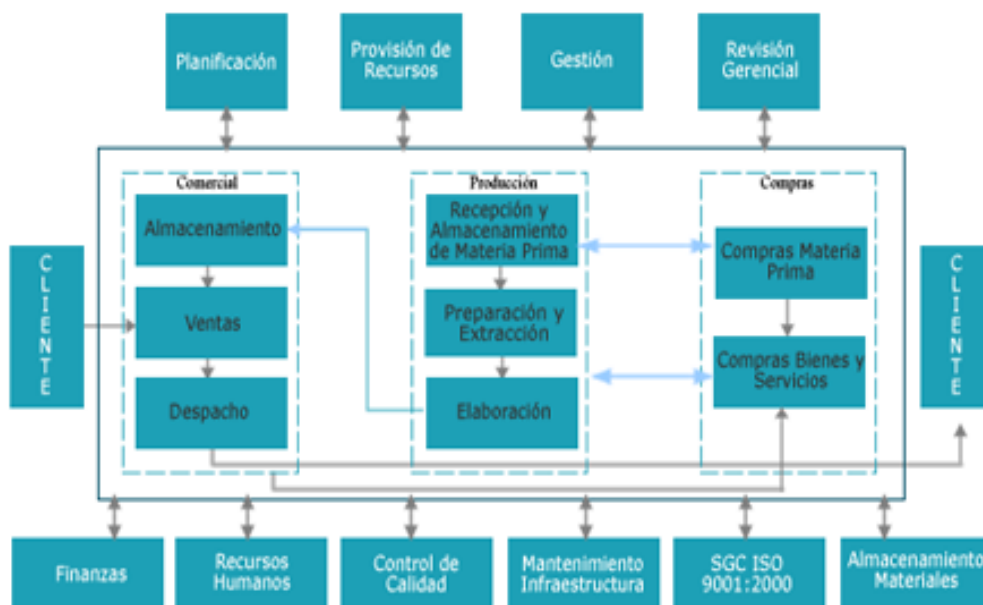 Planificación
Provisión de
Recursos
Gestión
Revisión
Gerencial
Comercial
Producción
Compras
Almacenamiento
Recepción y
Almacenamiento
de Materia Prima
Compras Materia
Prima
CLIENTE
Ventas
Preparación y
Extracción
Compras Bienes y
Servicios
CLIENTE
Despacho
Elaboración
Finanzas
Recursos
Humanos
Control de
Calidad
Mantenimiento
Infraestructura
SGC ISO
9001:2000
Almacenamiento
Materiales